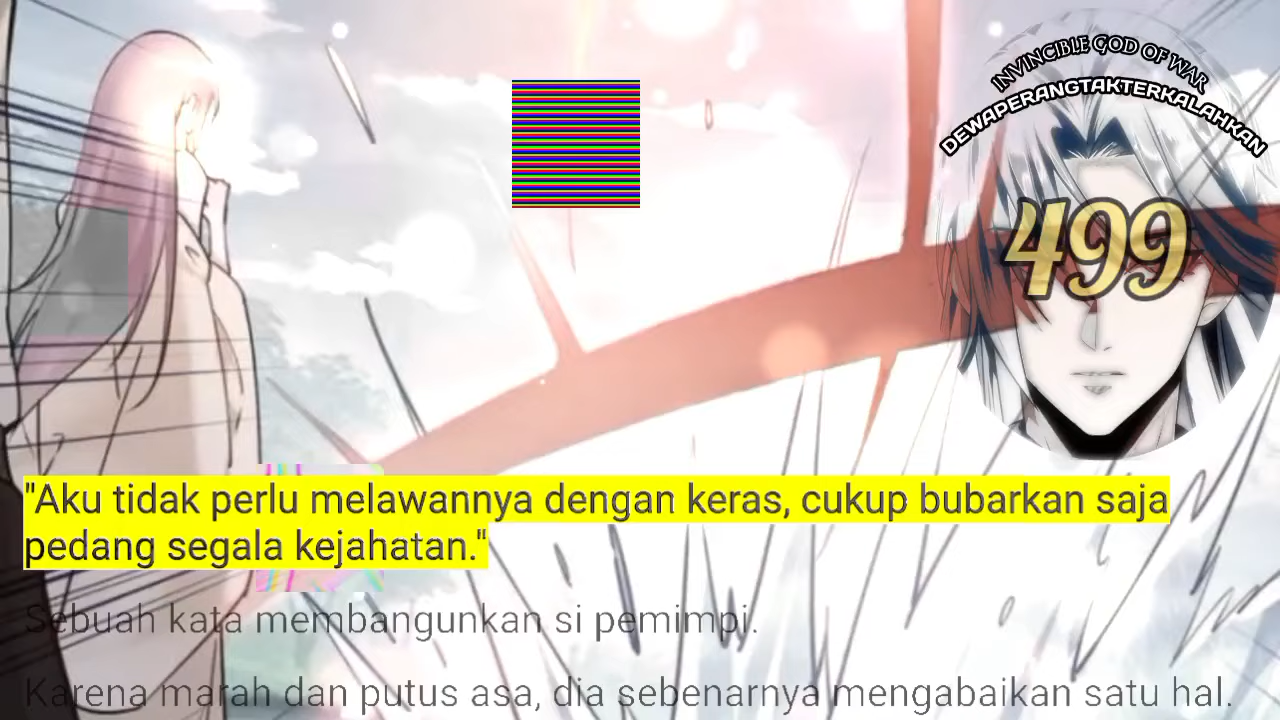 INVINCIBLE GOD OF WAR
DEWAPERANGTAKTERKALAHKAN
499
"Aku tidak perlu melawannya dengan keras, cukup bubarkan saja
pedang segala kejahatan."
Sebuah kata membangunkan si pemimpi.
Karena marah dan putus asa, dia sebenarnya mengabaikan satu hal.